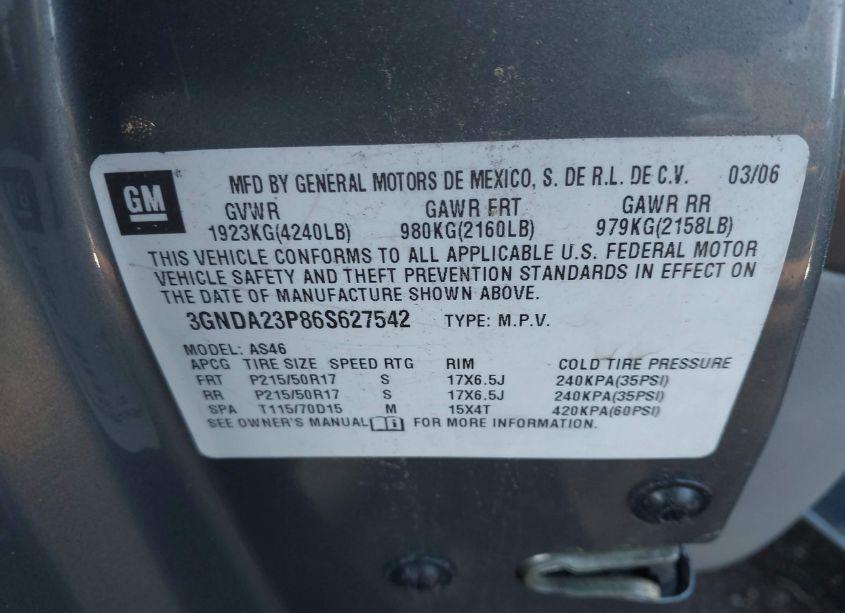 GM
MFD BY GENERAL MOTORS DE MEXICO, S. DE R.L. DE C.V. 03/06
GVWR GAWR FRT GAWR RR
1923KG(4240LB) 980KG(2160LB) 979KG(2158LB)
THIS VEHICLE CONFORMS TO ALL APPLICABLE U.S. FEDERAL MOTOR
VEHICLE SAFETY AND THEFT PREVENTION STANDARDS IN EFFECT ON
THE DATE OF MANUFACTURE SHOWN ABOVE.
3GNDA23P86S627542 TYPE: M.P.V.
MODEL: AS46
APCG TIRE SIZE SPEED RTG RIM COLD TIRE PRESSURE
FRT P215/50R17 S 17X6.5J 240KPA(35PSI)
RR P215/50R17 S 17X6.5J 240KPA(35PSI)
SPA T115/70D15 M 15X4T 420KPA(60PSI)
SEE OWNER'S MANUAL i FOR MORE INFORMATION.